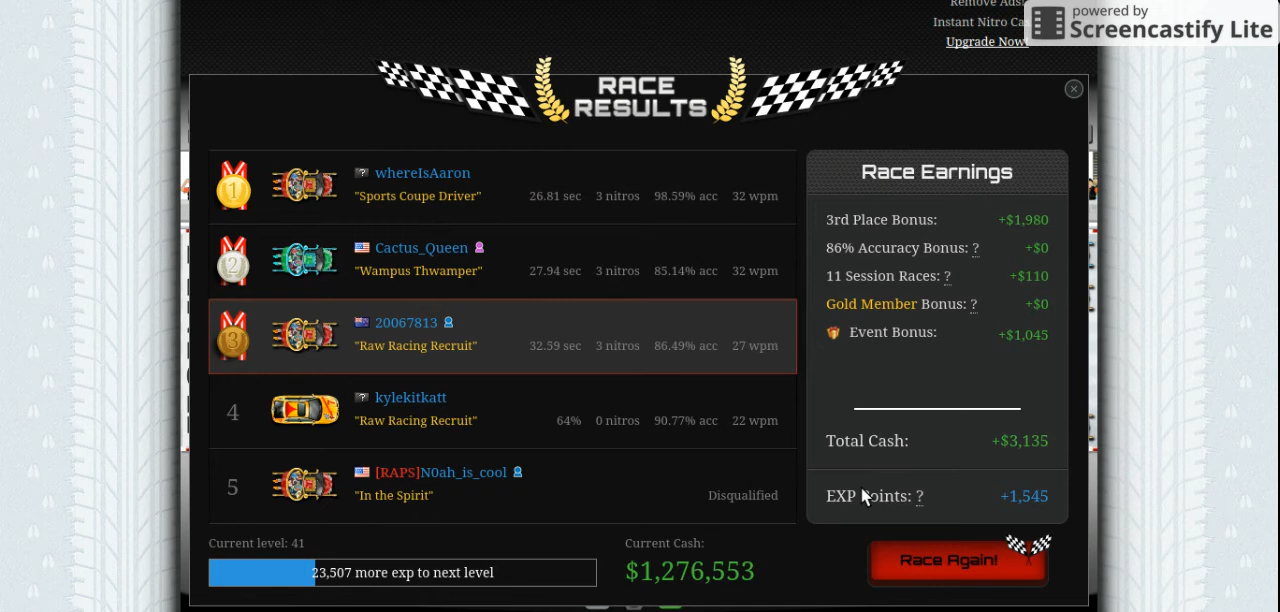 Remove Ads!
powered by
Screencastify Lite
Instant Nitro Ca
Upgrade Now!
RACE
RESULTS
1
whereIsAaron
"Sports Coupe Driver" 26.81 sec 3 nitros 98.59% acc 32 wpm
2
Cactus_Queen
"Wampus Thwamper" 27.94 sec 3 nitros 85.14% acc 32 wpm
3
20067813
"Raw Racing Recruit" 32.59 sec 3 nitros 86.49% acc 27 wpm
4
kylekitkatt
"Raw Racing Recruit" 64% 0 nitros 90.77% acc 22 wpm
5
[RAPS]N0ah_is_cool
"In the Spirit" Disqualified
Race Earnings
3rd Place Bonus: +$1,980
86% Accuracy Bonus: ? +$0
11 Session Races: ? +$110
Gold Member Bonus: ? +$0
Event Bonus: +$1,045
Total Cash: +$3,135
EXP Points: ? +1,545
Current level: 41
23,507 more exp to next level
Current Cash:
$1,276,553
Race Again!